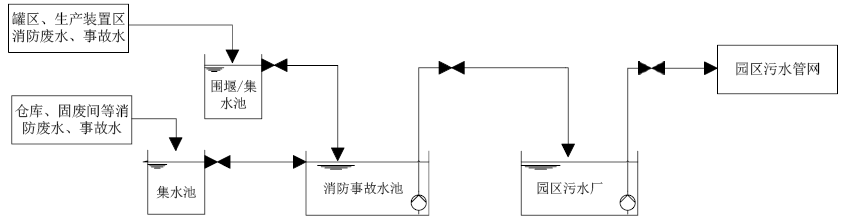 罐区、生产装置区
消防废水、事故水
围堰/集
水池
园区污水管网
仓库、固废间等消
防废水、事故水
集水池
消防事故水池
园区污水厂